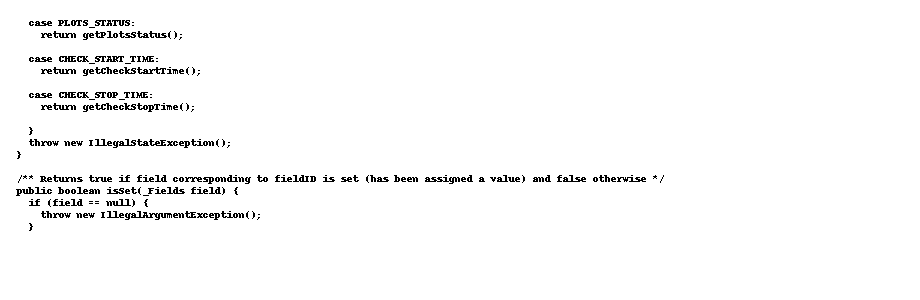 case PLOTS_STATUS:
return getPlotsStatus();
case CHECK_START_TIME:
return getCheckStartTime();
case CHECK_STOP_TIME:
return getCheckStopTime();
}
throw new IllegalStateException();
}
/** Returns true if field corresponding to fieldID is set (has been assigned a value) and false otherwise */
public boolean isSet(_Fields field) {
if (field == null) {
throw new IllegalArgumentException();
}